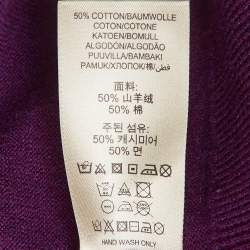 50% COTTON/BAUMWOLLE
COTON/COTONE
KATOEN/BOMULL
ALGODÓN/ALGODÃO
PUUVILLA/BAMBAKI
PAMUK/ХЛОПОК/棉/قطن
面料:
50% 山羊绒
50% 棉
주된 섬유:
50% 캐시미어
50% 면
HAND WASH ONLY